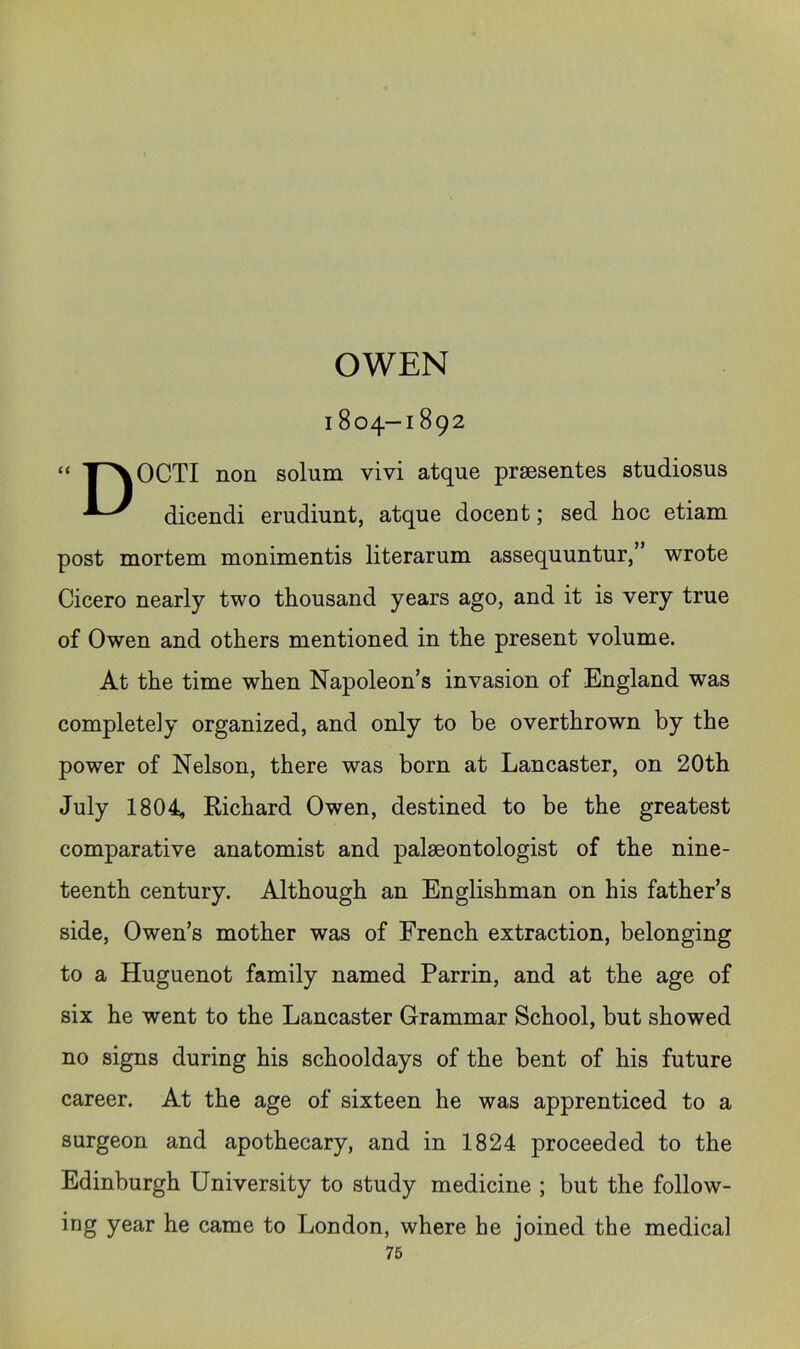 OWEN
1804–1892
“DOCTI non solum vivi atque præsentes studiosus
dicendi erudiunt, atque docent; sed hoc etiam
post mortem monimentis literarum assequuntur,” wrote
Cicero nearly two thousand years ago, and it is very true
of Owen and others mentioned in the present volume.
At the time when Napoleon’s invasion of England was
completely organized, and only to be overthrown by the
power of Nelson, there was born at Lancaster, on 20th
July 1804, Richard Owen, destined to be the greatest
comparative anatomist and palæontologist of the nine-
teenth century. Although an Englishman on his father’s
side, Owen’s mother was of French extraction, belonging
to a Huguenot family named Parrin, and at the age of
six he went to the Lancaster Grammar School, but showed
no signs during his schooldays of the bent of his future
career. At the age of sixteen he was apprenticed to a
surgeon and apothecary, and in 1824 proceeded to the
Edinburgh University to study medicine ; but the follow-
ing year he came to London, where he joined the medical
75